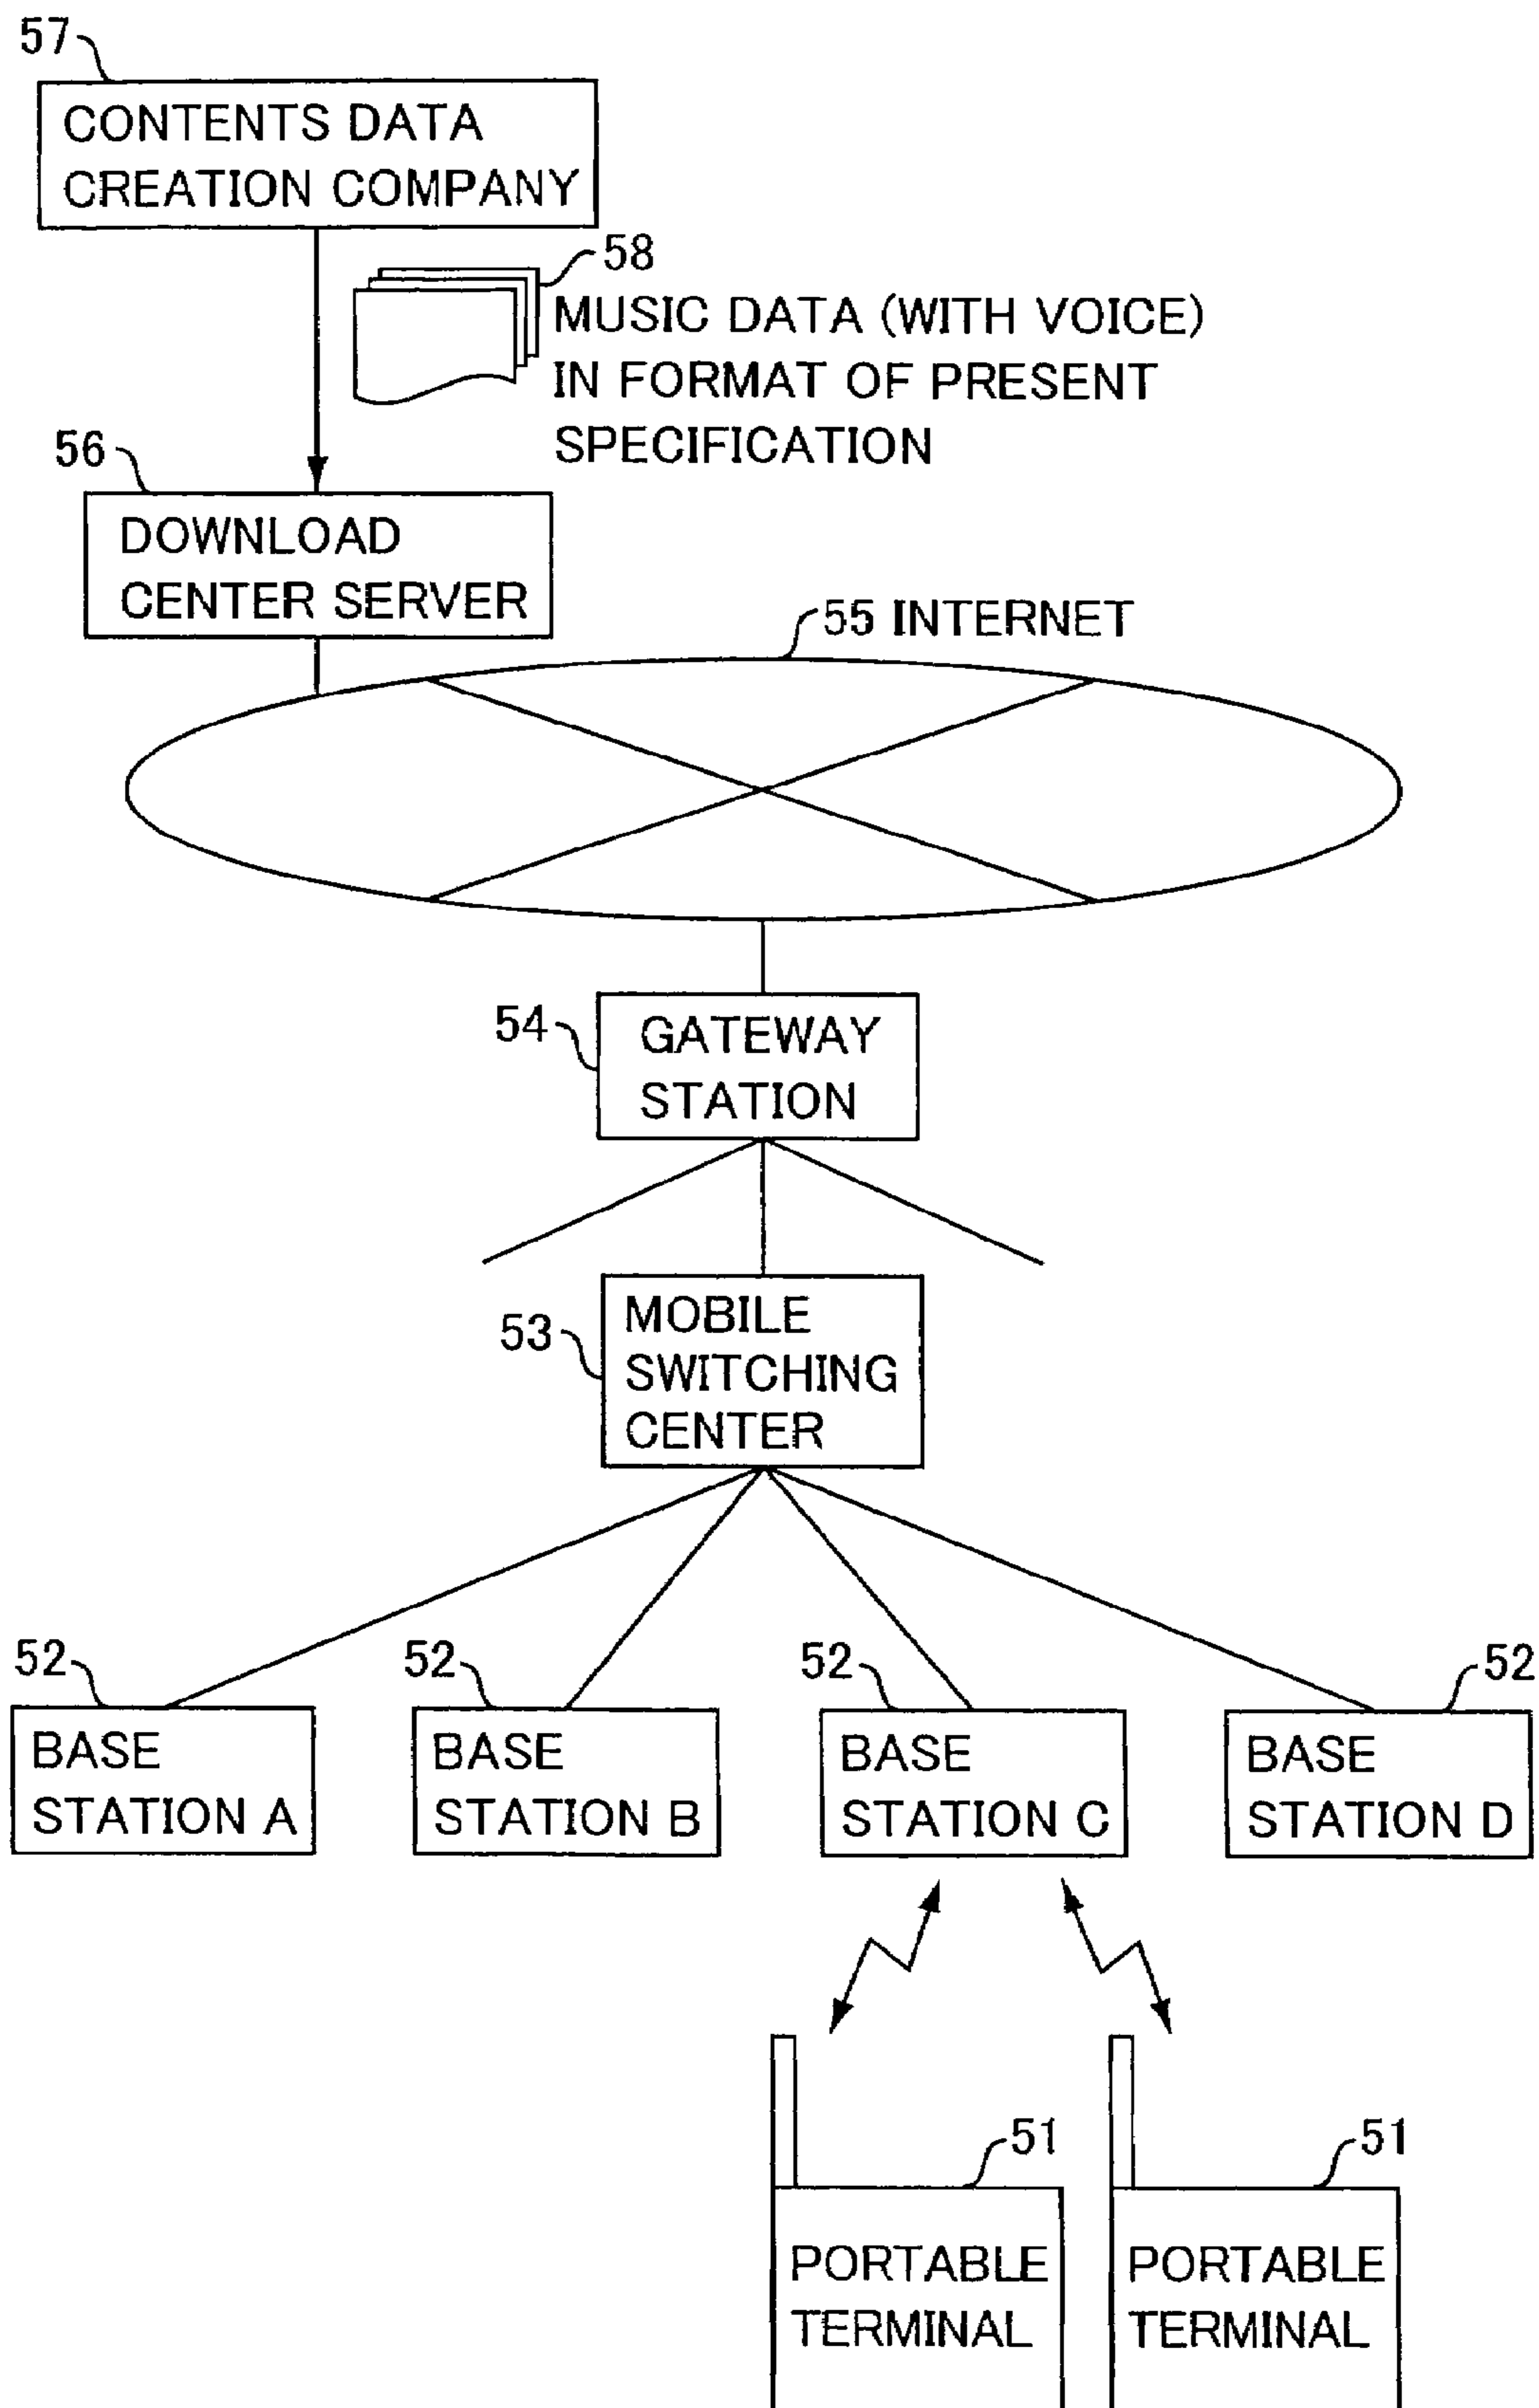 57
CONTENTS DATA
CREATION COMPANY
58
MUSIC DATA (WITH VOICE)
IN FORMAT OF PRESENT
SPECIFICATION
56
DOWNLOAD
CENTER SERVER
55 INTERNET
54
GATEWAY
STATION
53
MOBILE
SWITCHING
CENTER
52
BASE
STATION A
52
BASE
STATION B
52
BASE
STATION C
52
BASE
STATION D
51
PORTABLE
TERMINAL
51
PORTABLE
TERMINAL